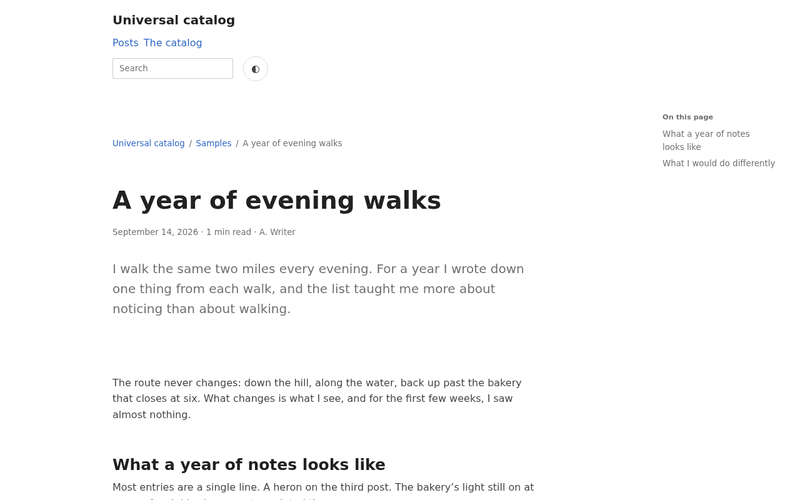 Universal catalog
Posts The catalog
Search
Universal catalog / Samples / A year of evening walks
A year of evening walks
September 14, 2026 · 1 min read · A. Writer
I walk the same two miles every evening. For a year I wrote down
one thing from each walk, and the list taught me more about
noticing than about walking.
The route never changes: down the hill, along the water, back up past the bakery
that closes at six. What changes is what I see, and for the first few weeks, I saw
almost nothing.
What a year of notes looks like
Most entries are a single line. A heron on the third post. The bakery’s light still on at
On this page
What a year of notes
looks like
What I would do differently